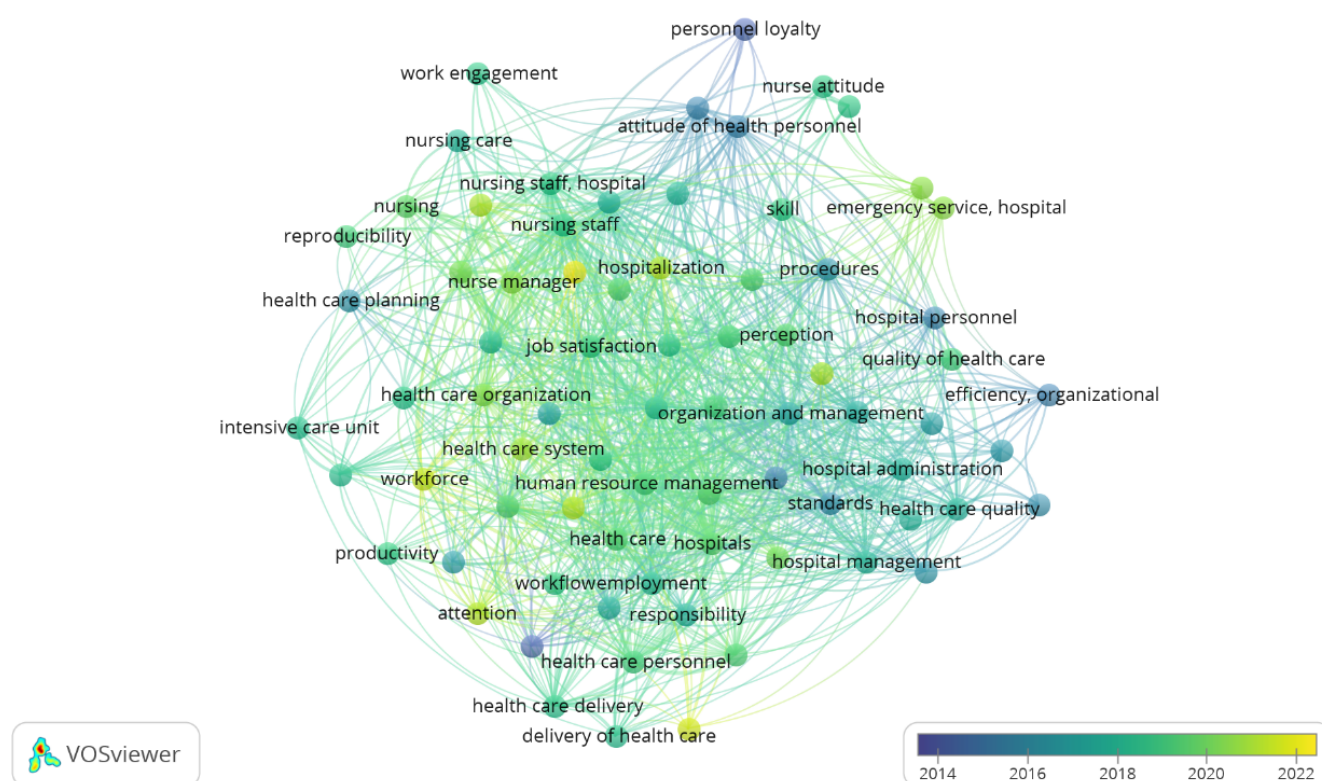 personnel loyalty
work engagement
nurse attitude
attitude of health personnel
nursing care
nursing staff, hospital
nursing
skill
emergency service, hospital
nursing staff
reproducibility
hospitalization
procedures
nurse manager
health care planning
hospital personnel
perception
job satisfaction
quality of health care
health care organization
efficiency, organizational
organization and management
intensive care unit
health care system
hospital administration
workforce
human resource management
standards
health care quality
health care
hospitals
productivity
hospital management
workflow
employment
attention
responsibility
health care personnel
health care delivery
delivery of health care
VOSviewer
2014 2016 2018 2020 2022